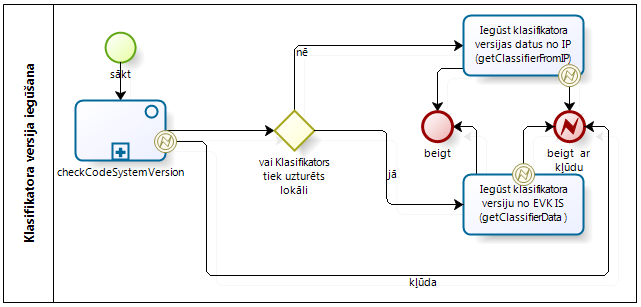 Klasifikatora versija iegūšana
sākt
checkCodeSystemVersion
vai Klasifikators
tiek uzturēts
lokāli
nē
jā
Iegūst klasifikatora
versijas datus no IP
(getClassifierFromIP)
beigt
beigt ar
kļūdu
Iegūst klasifikatora
versiju no EVK IS
(getClassifierData )
kļūda